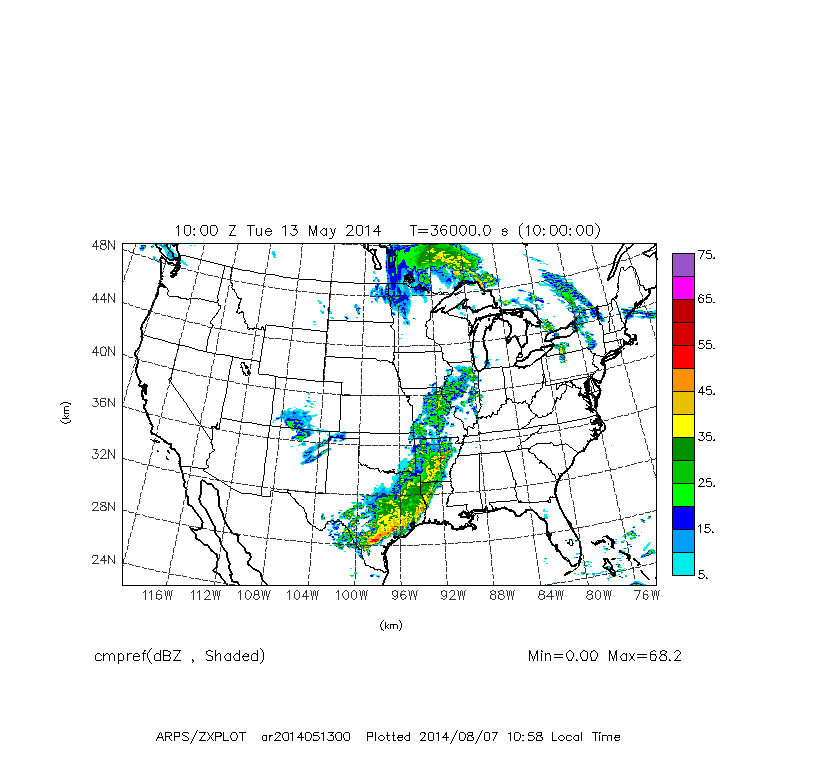 10:00 Z Tue 13 May 2014 T=36000.0 s (10:00:00)
48N
44N
40N
36N
32N
28N
24N
(km)
116W 112W 108W 104W 100W 96W 92W 88W 84W 80W 76W
(km)
75.
65.
55.
45.
35.
25.
15.
5.
cmpref(dBZ , Shaded) Min=0.00 Max=68.2
ARPS/ZXPLOT ar2014051300 Plotted 2014/08/07 10:58 Local Time